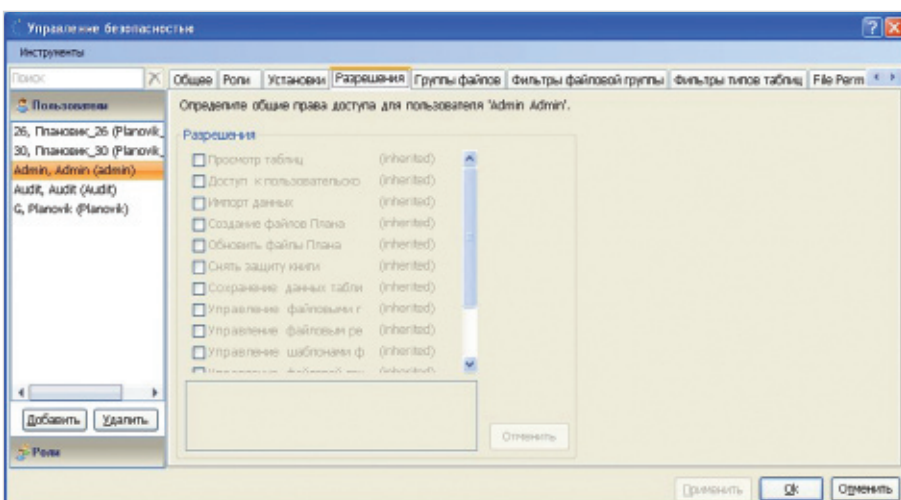 Управление безопасностью
Инструменты
Поиск
Общее Роли Установки Разрешения Группы файлов Фильтры файловой группы Фильтры типов таблиц File Perm
Пользователи
Определите общие права доступа для пользователя 'Admin Admin'.
26, Плановик_26 (Planovik_
30, Плановик_30 (Planovik_
Admin, Admin (admin)
Audit, Audit (Audit)
G, Planovik (Planovik)
Разрешения
Просмотр таблиц (inherited)
Доступ к пользовательско (inherited)
Импорт данных (inherited)
Создание файлов Плана (inherited)
Обновить файлы Плана (inherited)
Снять защиту книги (inherited)
Сохранение данных табли (inherited)
Управление файловыми г (inherited)
Управление файловым ре (inherited)
Управление шаблонами ф (inherited)
Добавить Удалить
Отменить
Роли
Применить Ok Отменить